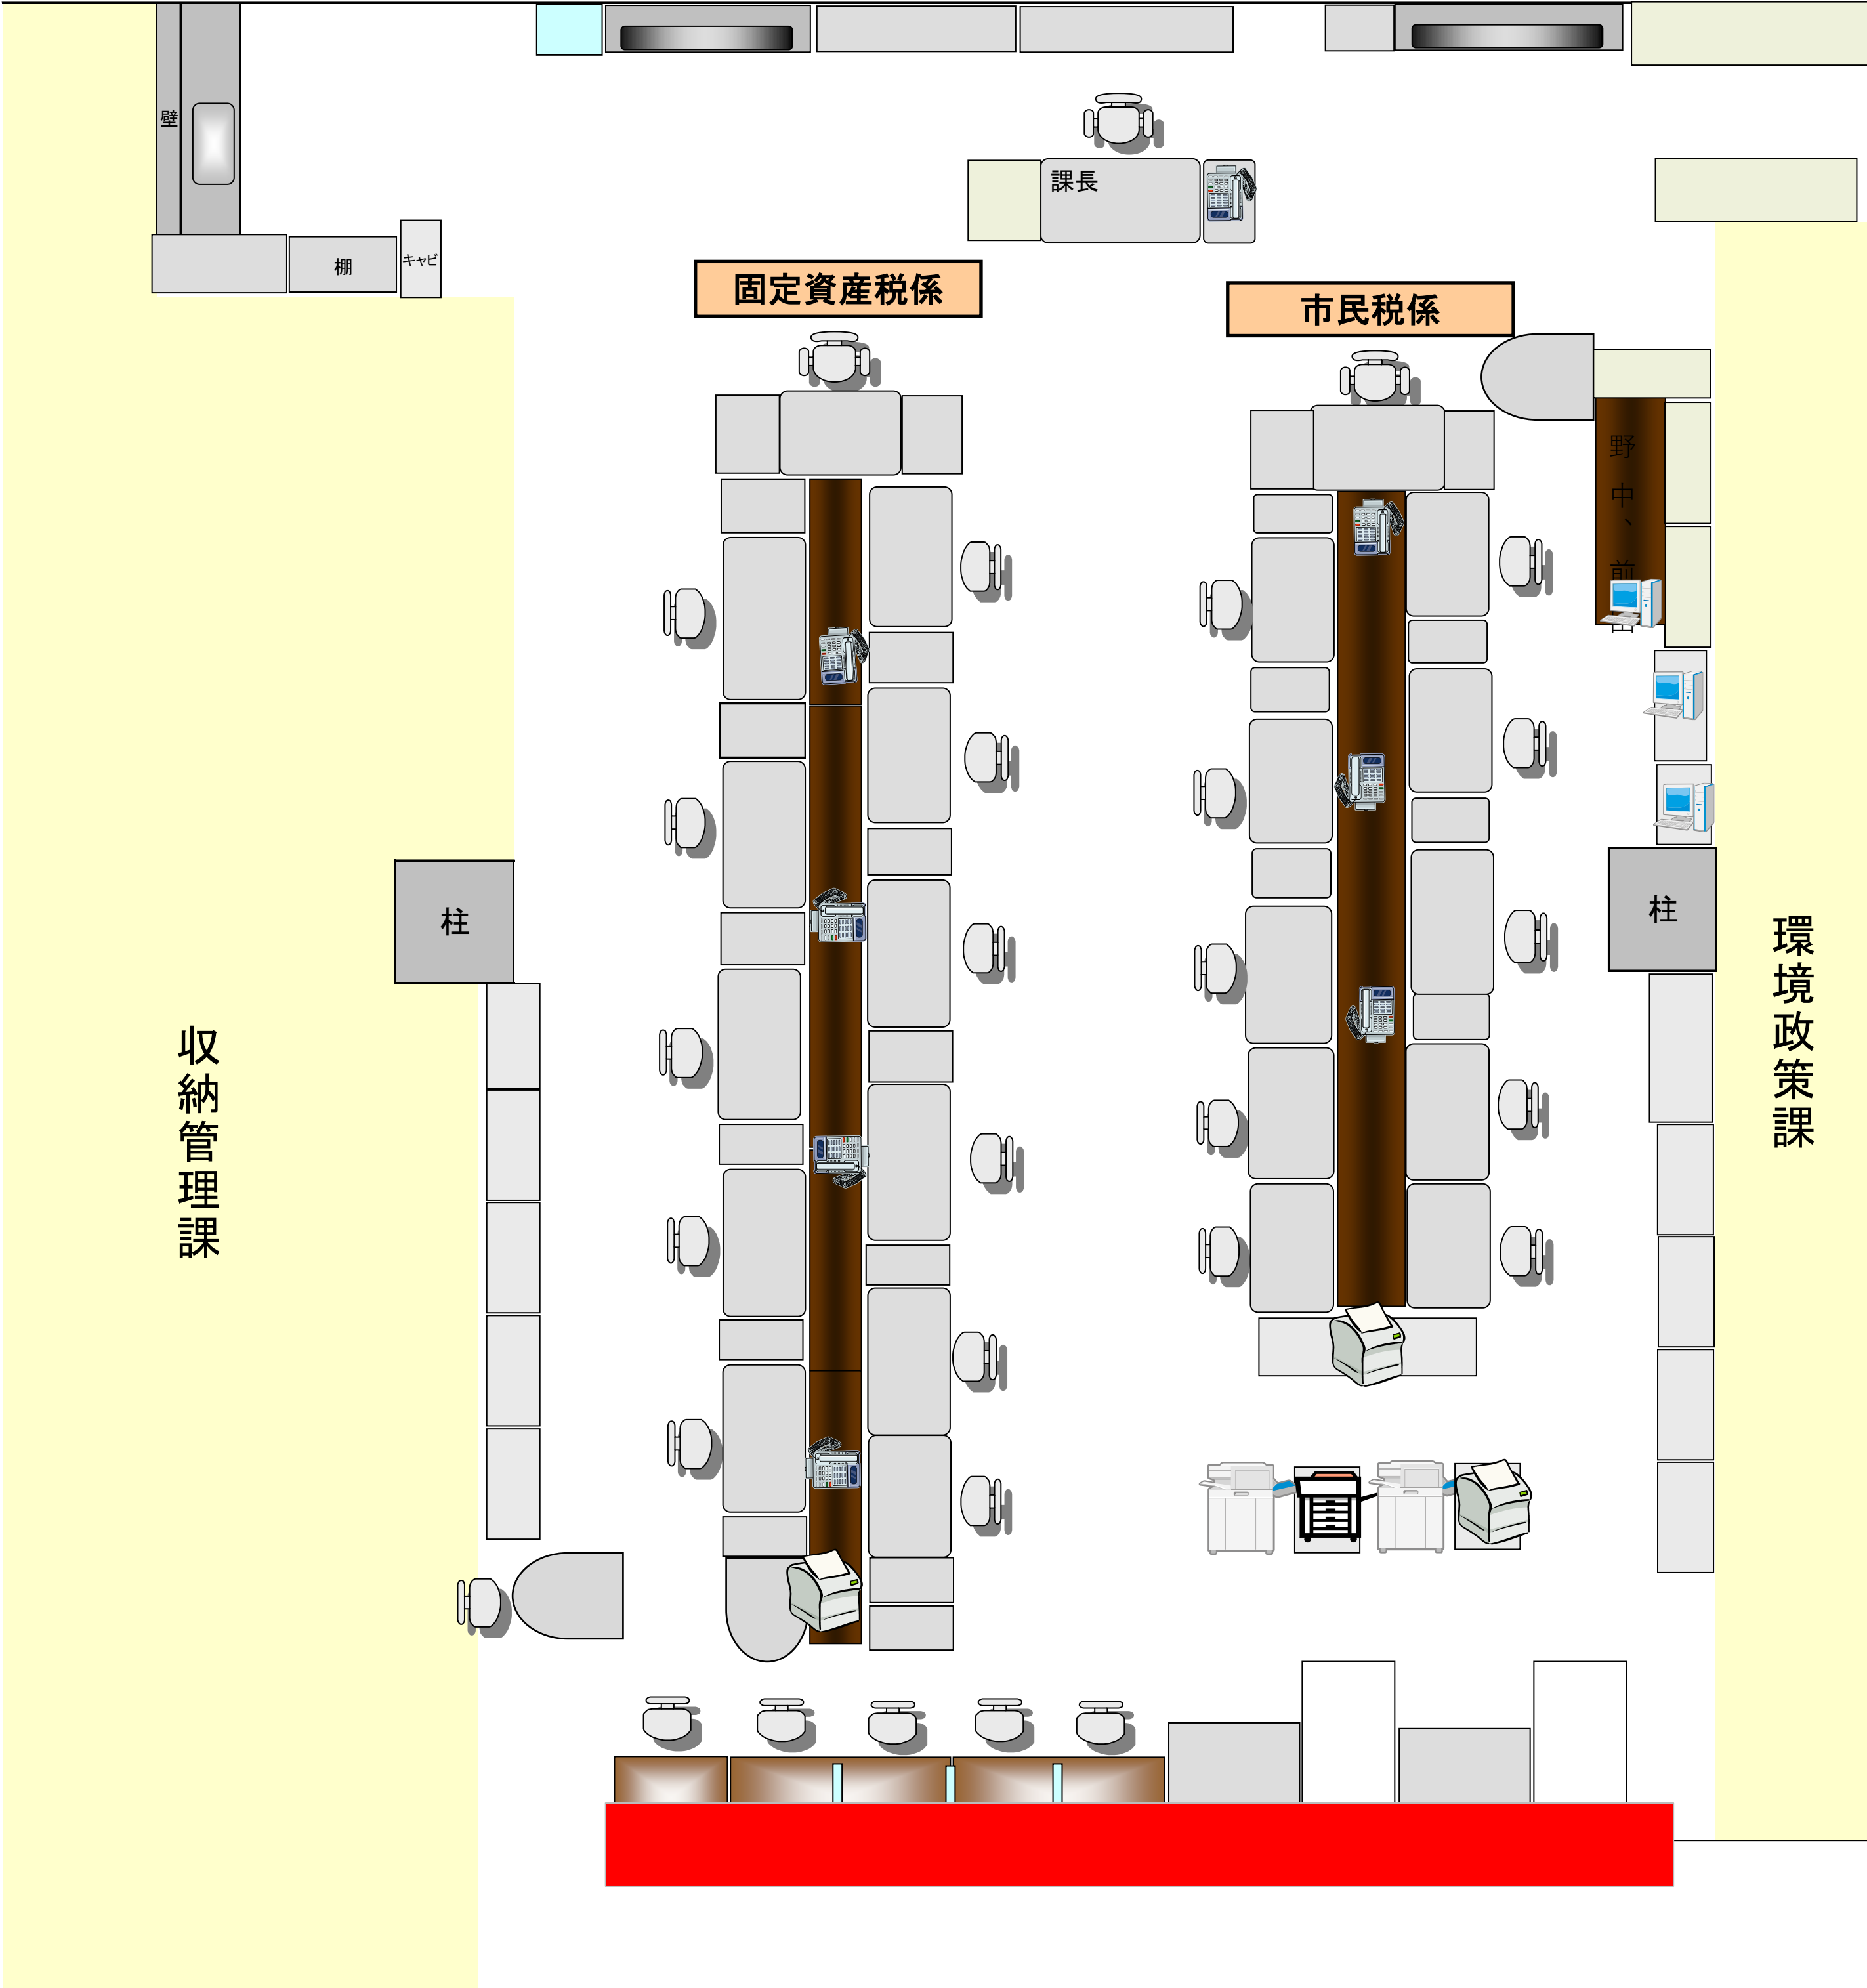 壁
課長
棚
キャビ
固定資産税係
市民税係
野中、前
柱
柱
環境政策課
収納管理課